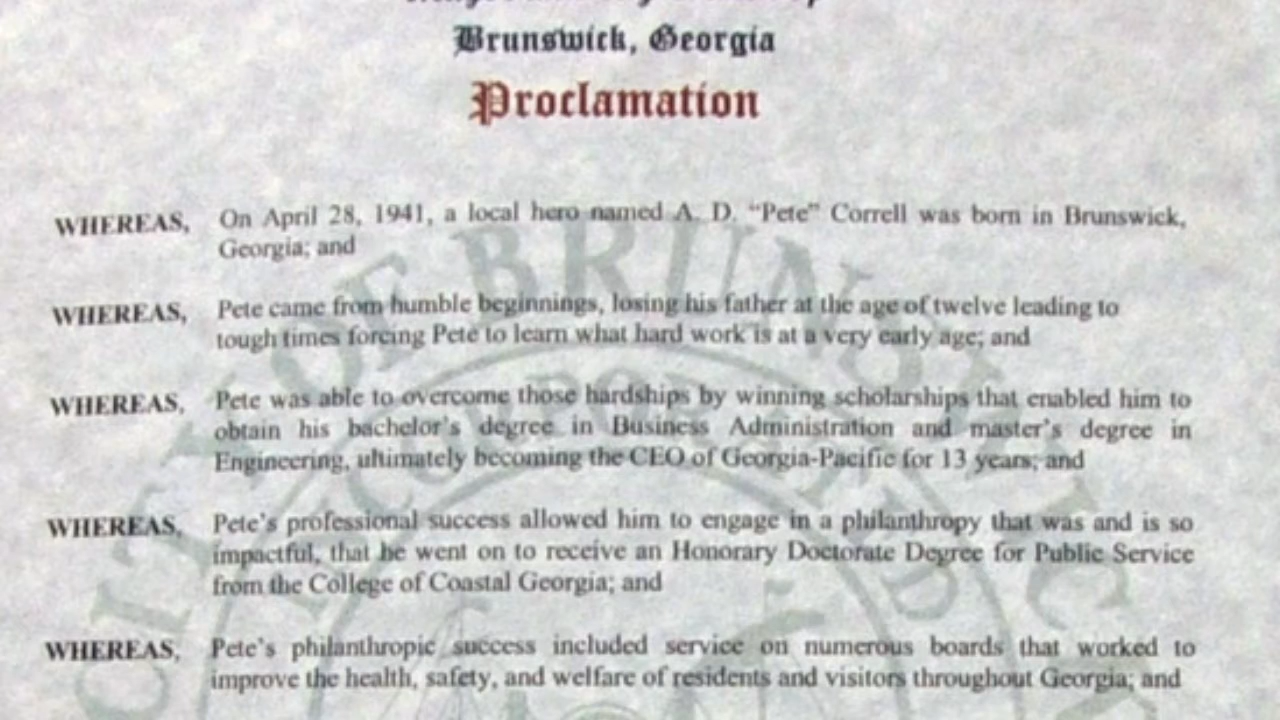 Brunswick, Georgia
Proclamation
WHEREAS, On April 28, 1941, a local hero named A. D. “Pete” Correll was born in Brunswick,
Georgia; and
WHEREAS, Pete came from humble beginnings, losing his father at the age of twelve leading to
tough times forcing Pete to learn what hard work is at a very early age; and
WHEREAS, Pete was able to overcome those hardships by winning scholarships that enabled him to
obtain his bachelor’s degree in Business Administration and master’s degree in
Engineering, ultimately becoming the CEO of Georgia-Pacific for 13 years; and
WHEREAS, Pete’s professional success allowed him to engage in a philanthropy that was and is so
impactful, that he went on to receive an Honorary Doctorate Degree for Public Service
from the College of Coastal Georgia; and
WHEREAS, Pete’s philanthropic success included service on numerous boards that worked to
improve the health, safety, and welfare of residents and visitors throughout Georgia; and
CITY OF BRUNSWICK
INCORPORATED